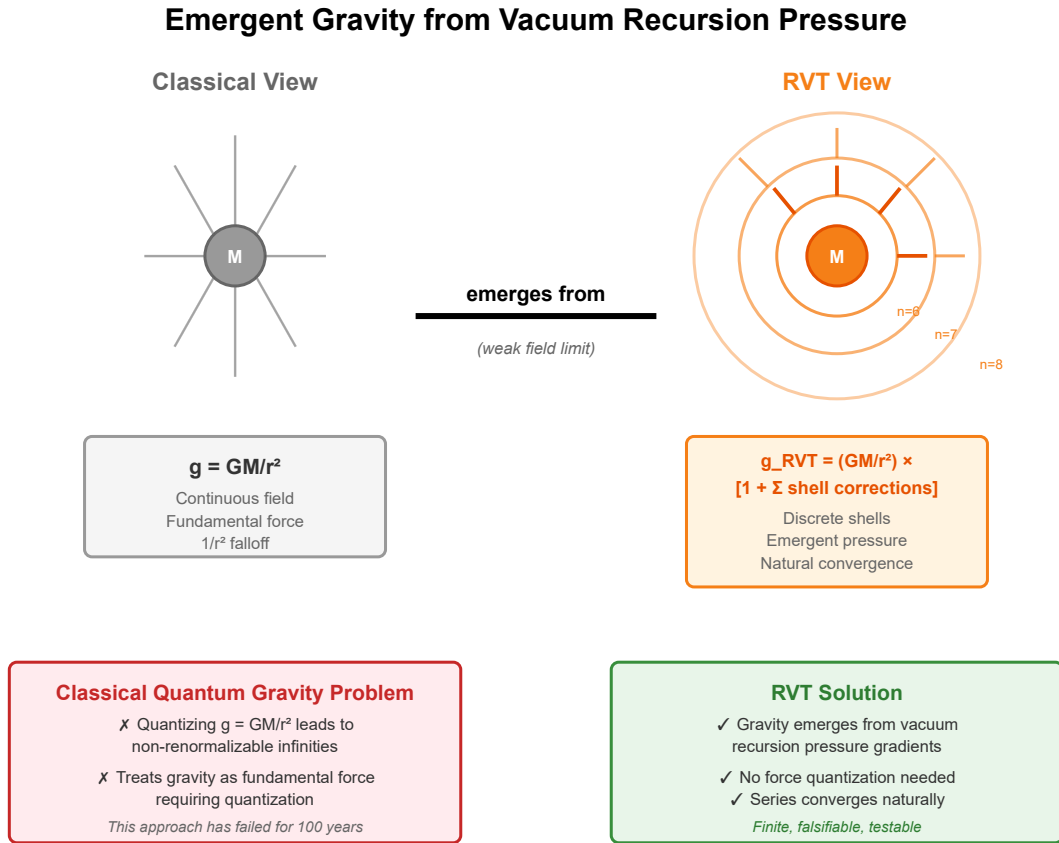 Emergent Gravity from Vacuum Recursion Pressure
Classical View
M
g = GM/r²
Continuous field
Fundamental force
1/r² falloff
emerges from
(weak field limit)
RVT View
M
n=6
n=7
n=8
g_RVT = (GM/r²) ×
[1 + Σ shell corrections]
Discrete shells
Emergent pressure
Natural convergence
Classical Quantum Gravity Problem
✗ Quantizing g = GM/r² leads to
non-renormalizable infinities
✗ Treats gravity as fundamental force
requiring quantization
This approach has failed for 100 years
RVT Solution
✓ Gravity emerges from vacuum
recursion pressure gradients
✓ No force quantization needed
✓ Series converges naturally
Finite, falsifiable, testable